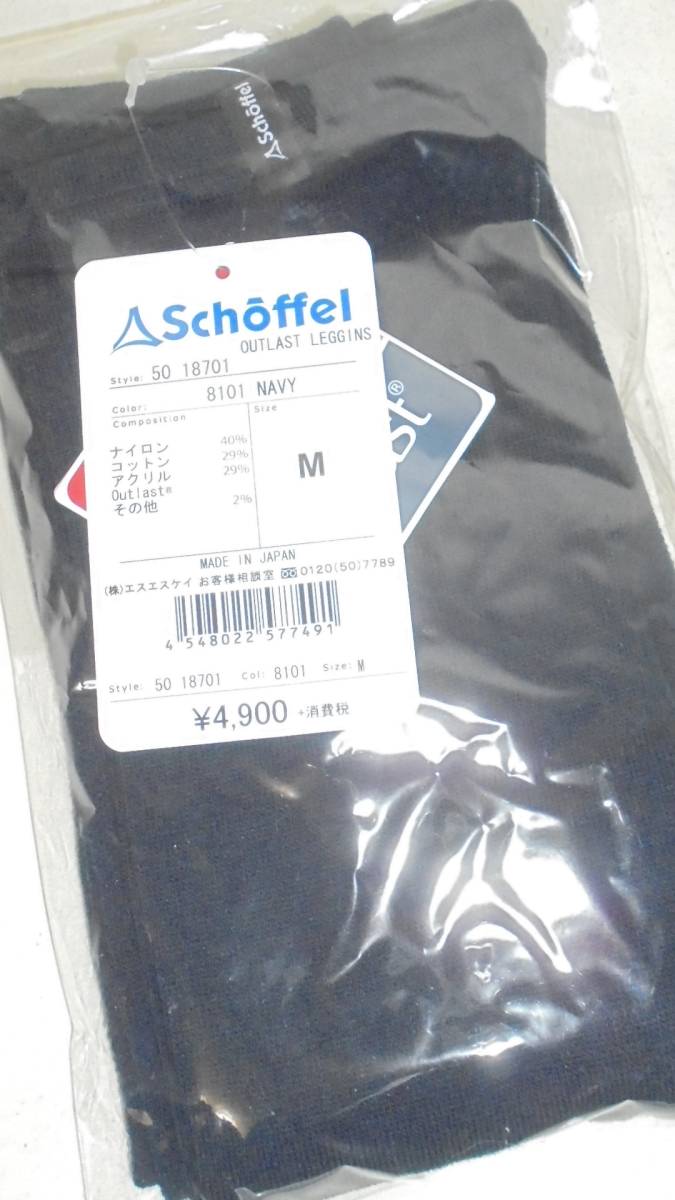 Schöffel
Schöffel
OUTLAST LEGGINS
Style: 50 18701
Color: 8101 NAVY
Composition
Size
ナイロン 40%
コットン 29%
アクリル 29%
Outlast®
その他 2%
M
st®
MADE IN JAPAN
(株)エスエスケイ お客様相談室 0120(50)7789
4 548022 577491
Style: 50 18701 Col: 8101 Size: M
¥4,900 +消費税